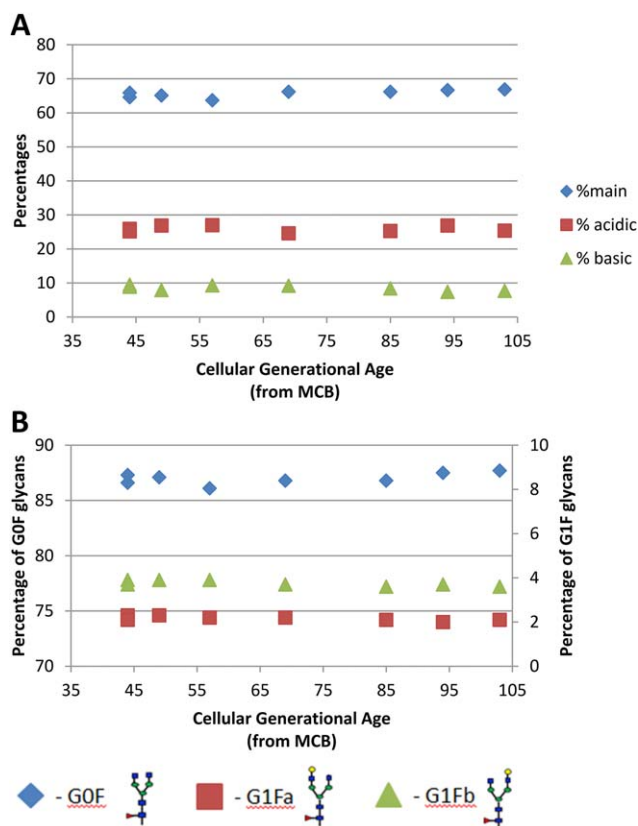 A
80
70
60
50
40
30
20
10
0
Percentages
35 45 55 65 75 85 95 105
Cellular Generational Age
(from MCB)
%main
% acidic
% basic
B
90
85
80
75
70
Percentage of G0F glycans
10
8
6
4
2
0
Percentage of G1F glycans
35 45 55 65 75 85 95 105
Cellular Generational Age
(from MCB)
- G0F - G1Fa - G1Fb